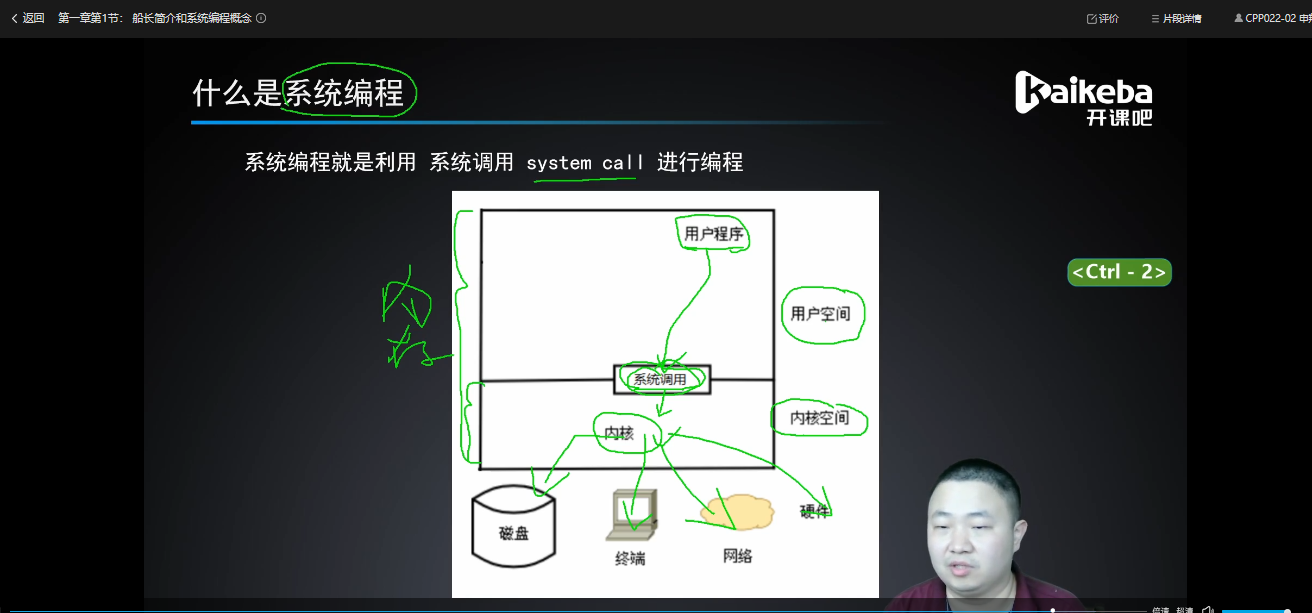 返回 第一章第1节: 船长简介和系统编程概念
评价 片段详情 CPP022-02 申
什么是系统编程
Kaikeba
开课吧
系统编程就是利用 系统调用 system call 进行编程
用户程序
<Ctrl - 2>
内核
用户空间
系统调用
内核空间
内核
磁盘
终端
网络
硬件
倍速 超清